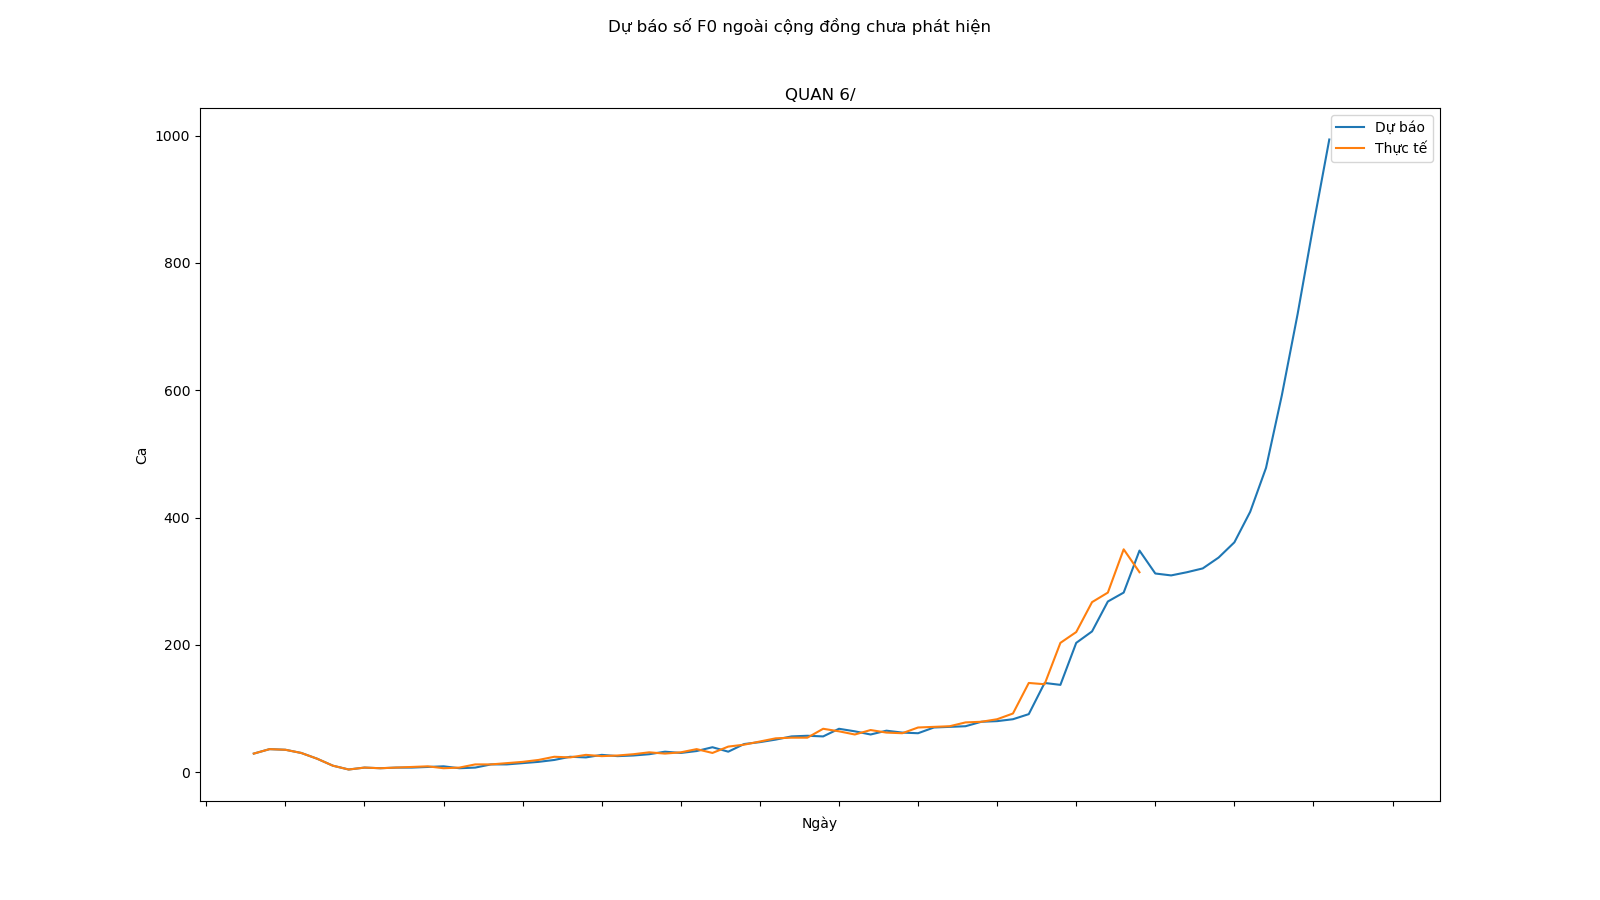 Dự báo số F0 ngoài cộng đồng chưa phát hiện
QUAN 6/
Dự báo
Thực tế
1000
800
600
400
200
0
Ca
Ngày